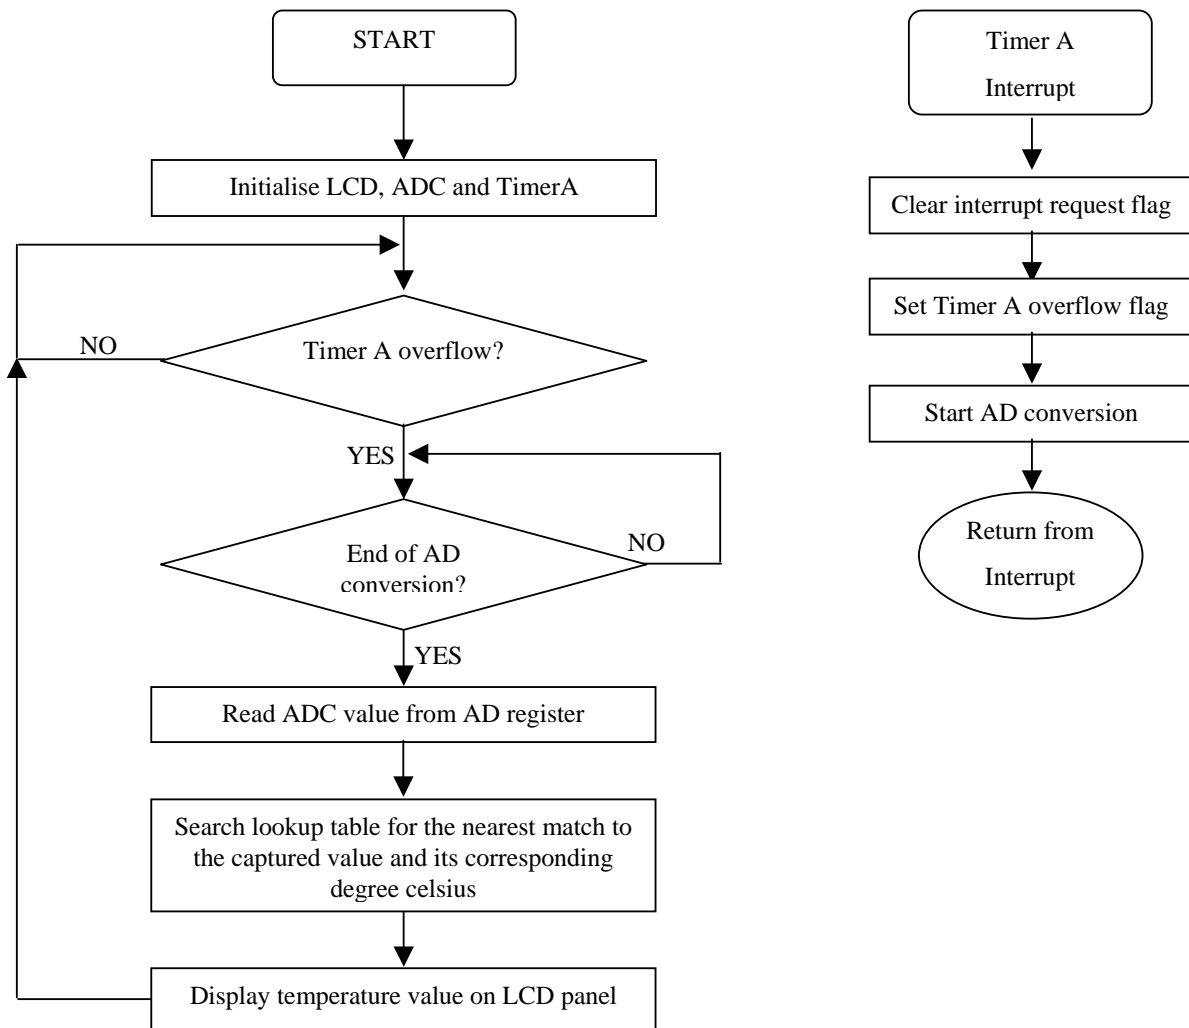 START
Initialise LCD, ADC and TimerA
NO
Timer A overflow?
YES
End of AD
conversion?
NO
YES
Read ADC value from AD register
Search lookup table for the nearest match to
the captured value and its corresponding
degree celsius
Display temperature value on LCD panel
Timer A
Interrupt
Clear interrupt request flag
Set Timer A overflow flag
Start AD conversion
Return from
Interrupt